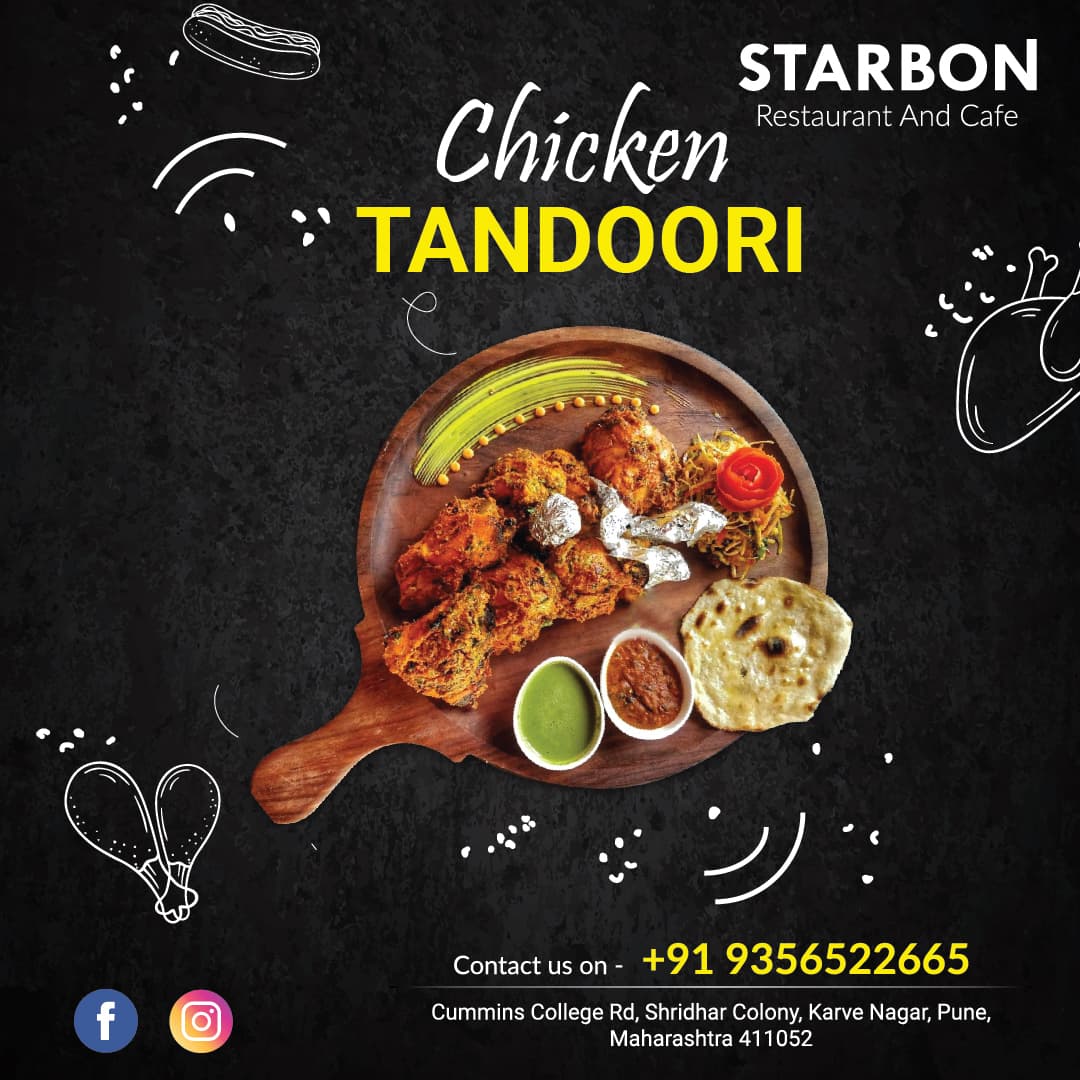 STARBON
Restaurant And Cafe
Chicken
TANDOORI
Contact us on - +91 9356522665
Cummins College Rd, Shridhar Colony, Karve Nagar, Pune,
Maharashtra 411052